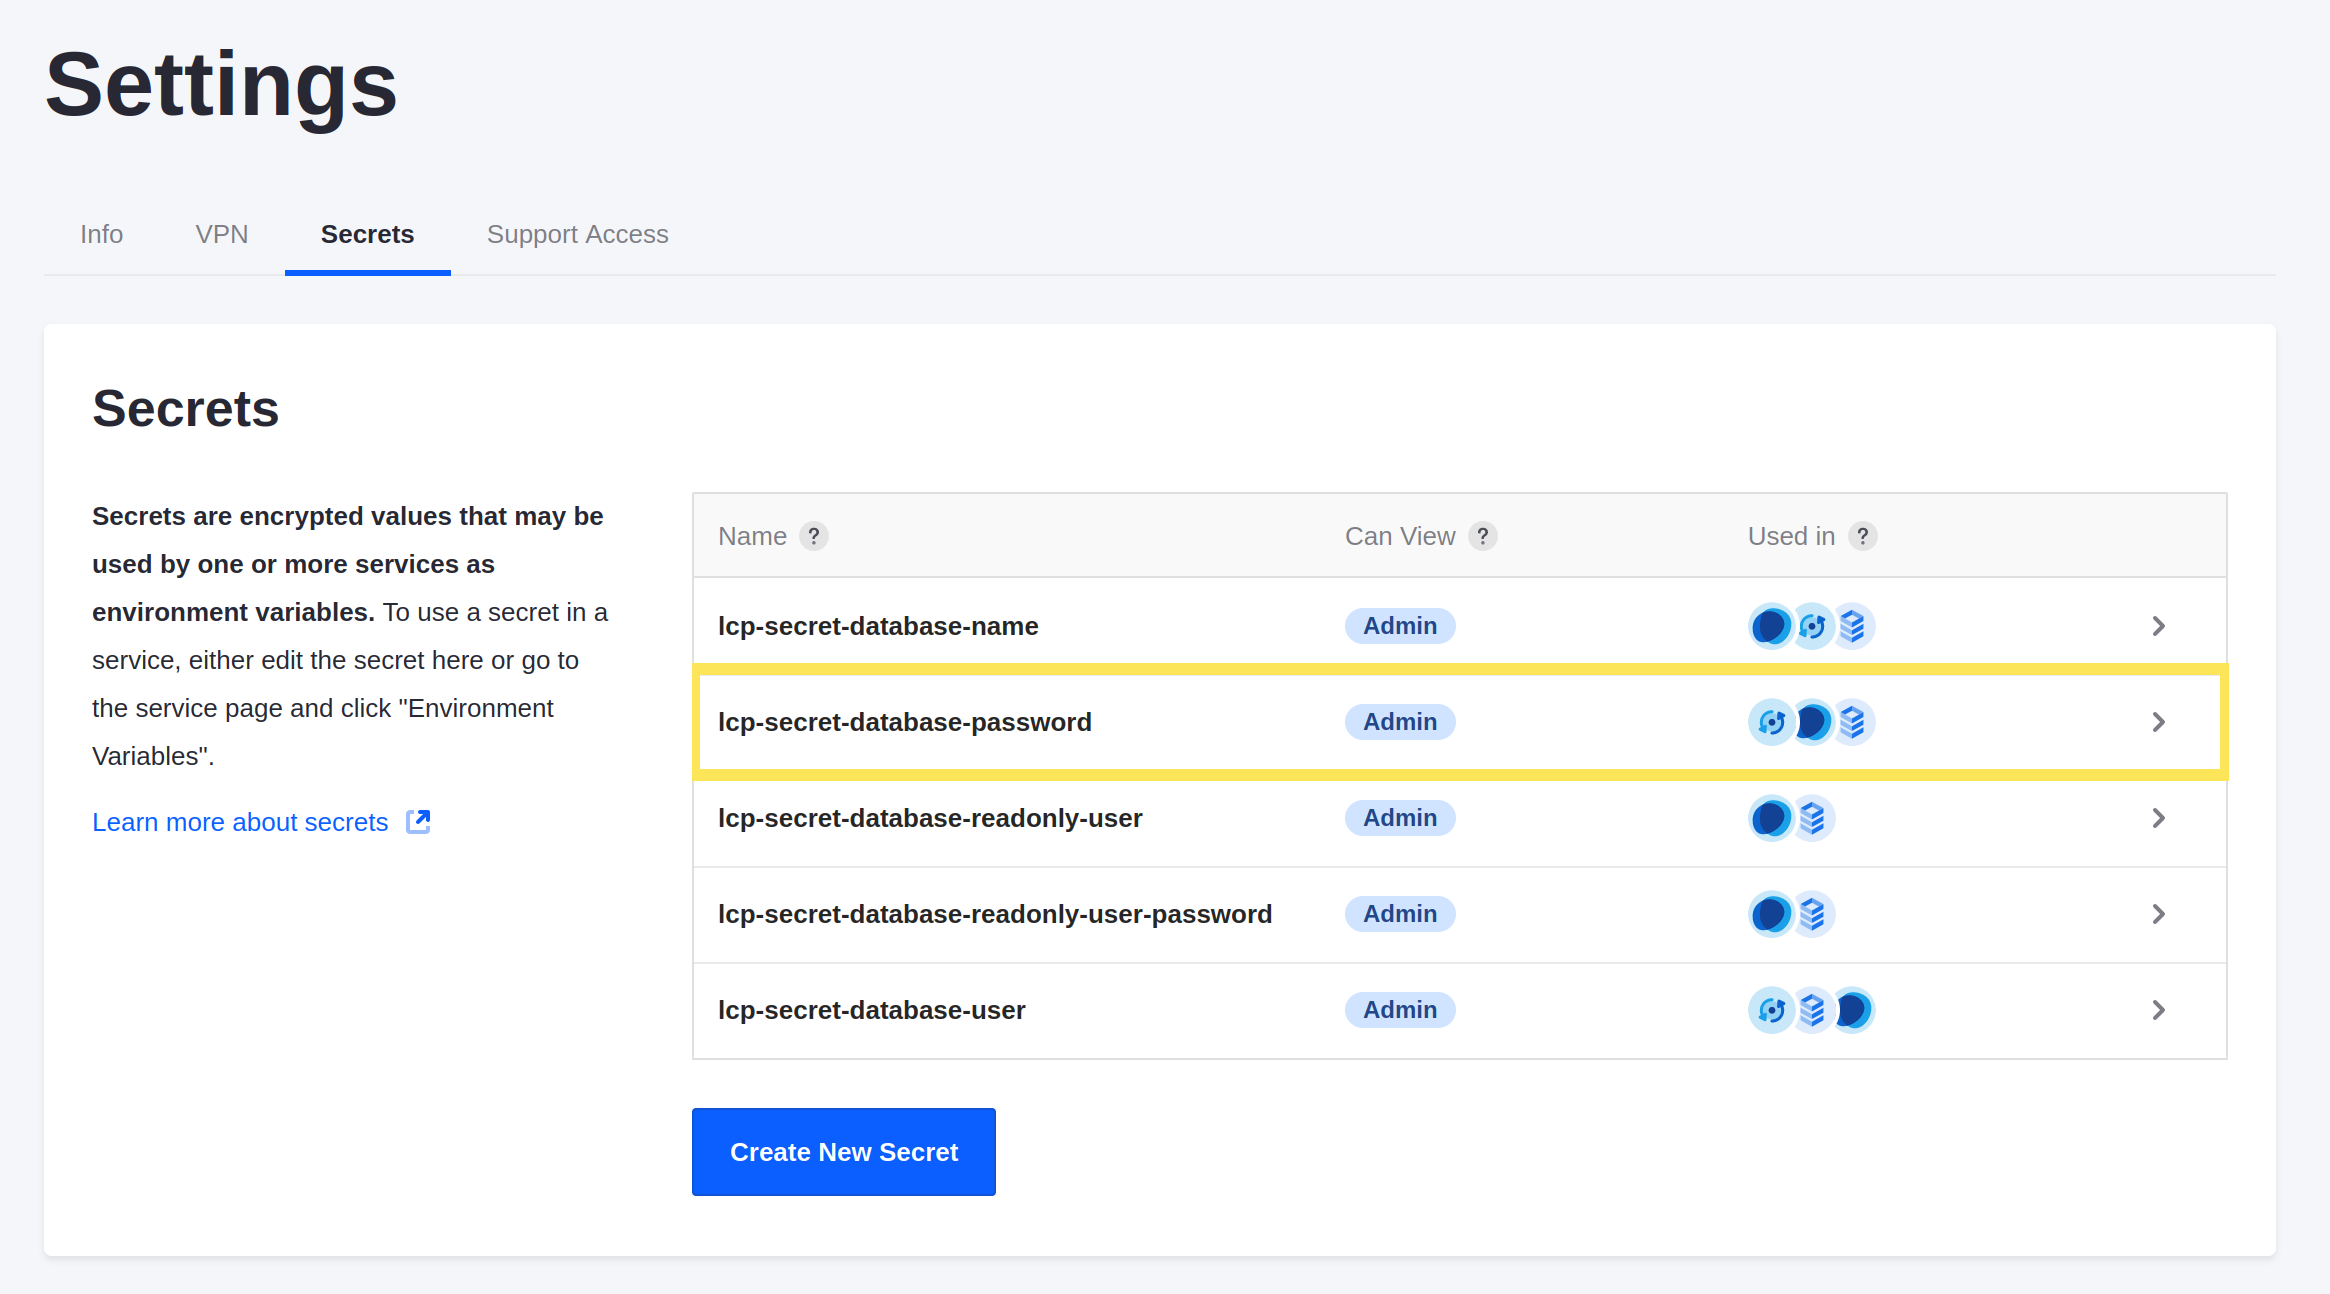 Settings
Info VPN Secrets Support Access
Secrets
Secrets are encrypted values that may be
used by one or more services as
environment variables. To use a secret in a
service, either edit the secret here or go to
the service page and click "Environment
Variables".
Learn more about secrets
Name ? Can View ? Used in ?
lcp-secret-database-name Admin
lcp-secret-database-password Admin
lcp-secret-database-readonly-user Admin
lcp-secret-database-readonly-user-password Admin
lcp-secret-database-user Admin
Create New Secret